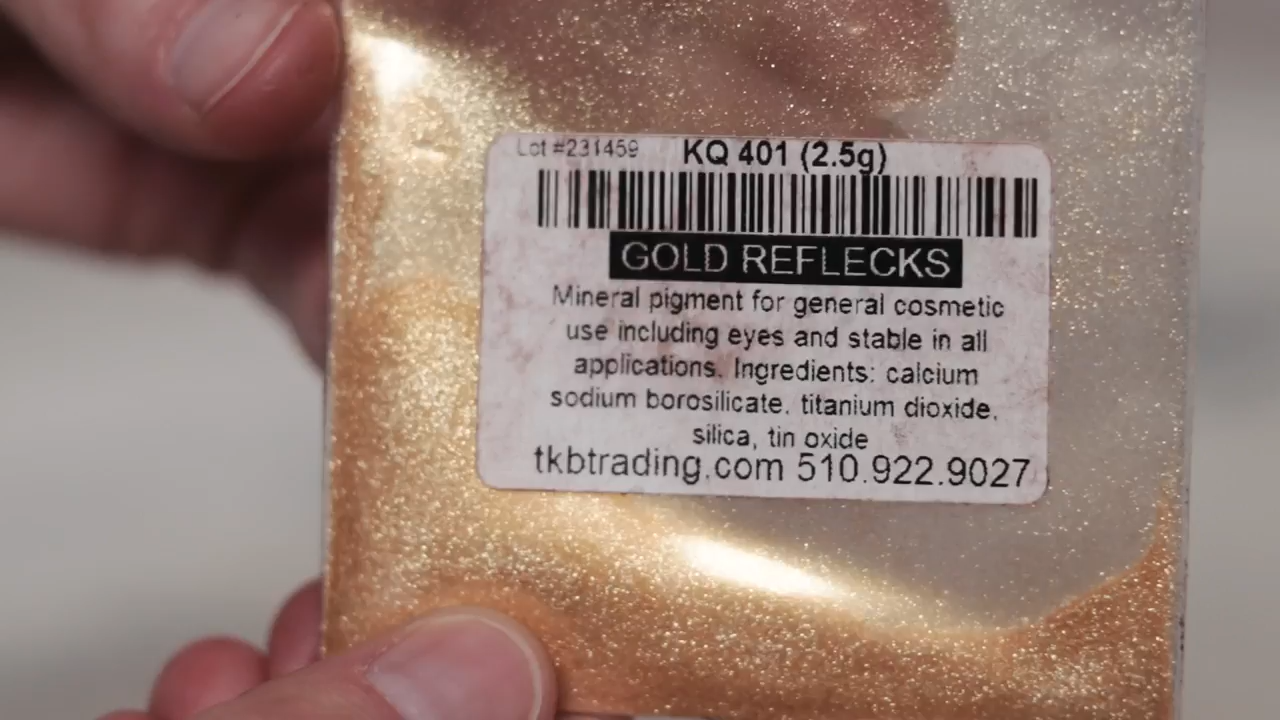 Lot #231459 KQ 401 (2.5g)
GOLD REFLECKS
Mineral pigment for general cosmetic
use including eyes and stable in all
applications. Ingredients: calcium
sodium borosilicate, titanium dioxide,
silica, tin oxide
tkbtrading.com 510.922.9027